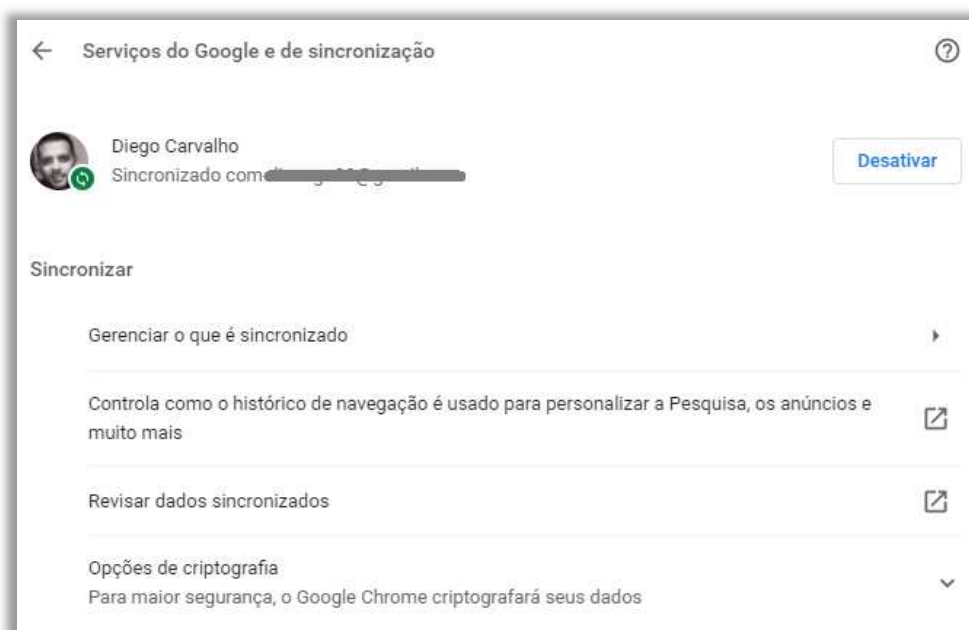 Serviços do Google e de sincronização
Diego Carvalho
Desativar
Sincronizado com
Sincronizar
Gerenciar o que é sincronizado
Controla como o histórico de navegação é usado para personalizar a Pesquisa, os anúncios e
muito mais
Revisar dados sincronizados
Opções de criptografia
Para maior segurança, o Google Chrome criptografará seus dados